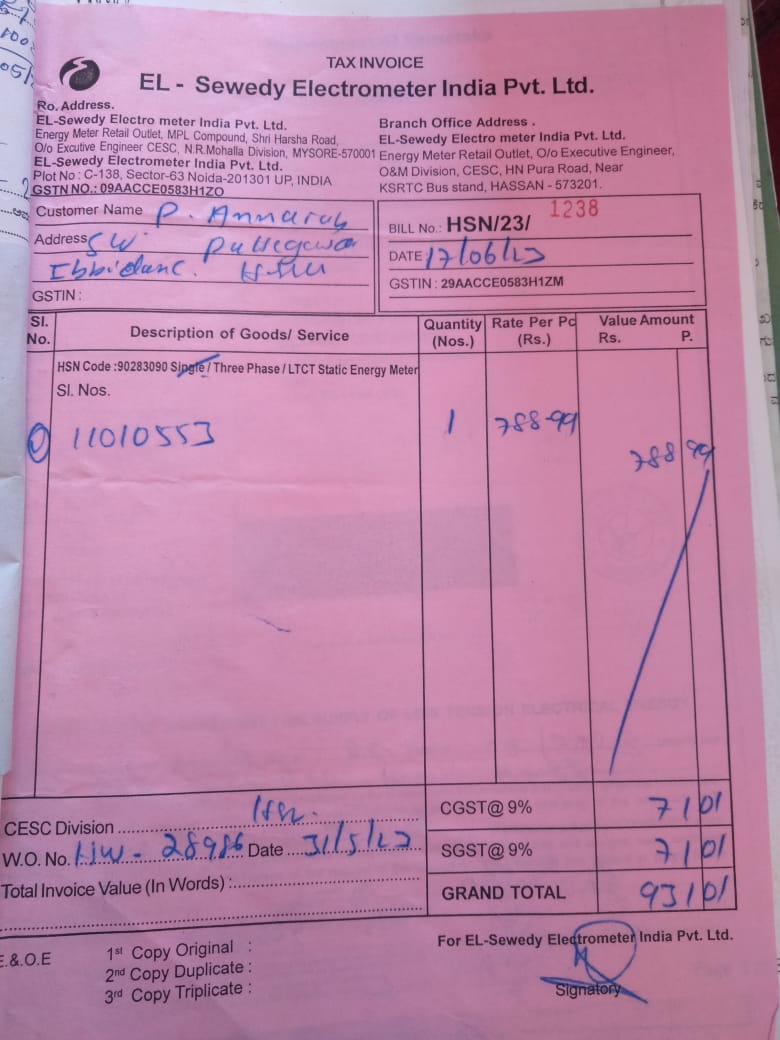 TAX INVOICE
EL - Sewedy Electrometer India Pvt. Ltd.
Ro. Address.
EL-Sewedy Electro meter India Pvt. Ltd.
Energy Meter Retail Outlet, MPL Compound, Shri Harsha Road,
O/o Excutive Engineer CESC, N.R.Mohalla Division, MYSORE-570001
EL-Sewedy Electrometer India Pvt. Ltd.
Plot No : C-138, Sector-63 Noida-201301 UP, INDIA
GSTN NO.: 09AACCE0583H1ZO
Branch Office Address .
EL-Sewedy Electro meter India Pvt. Ltd.
Energy Meter Retail Outlet, O/o Executive Engineer,
O&M Division, CESC, HN Pura Road, Near
KSRTC Bus stand, HASSAN - 573201.
Customer Name P.
Address
GSTIN :
BILL No.: HSN/23/ 1238
DATE 17/06/23
GSTIN : 29AACCE0583H1ZM
Sl. No. Description of Goods/ Service Quantity (Nos.) Rate Per Pc (Rs.) Value Amount Rs. P.
HSN Code :90283090 Single / Three Phase / LTCT Static Energy Meter
Sl. Nos.
11010553 1 788-99 788 99
CESC Division
CGST@ 9% 71 01
W.O. No. 28986 Date 31/5/23
SGST@ 9% 71 01
Total Invoice Value (In Words) :
GRAND TOTAL 931 01
E.&.O.E
1st Copy Original :
2nd Copy Duplicate :
3rd Copy Triplicate :
For EL-Sewedy Electrometer India Pvt. Ltd.
Signatory